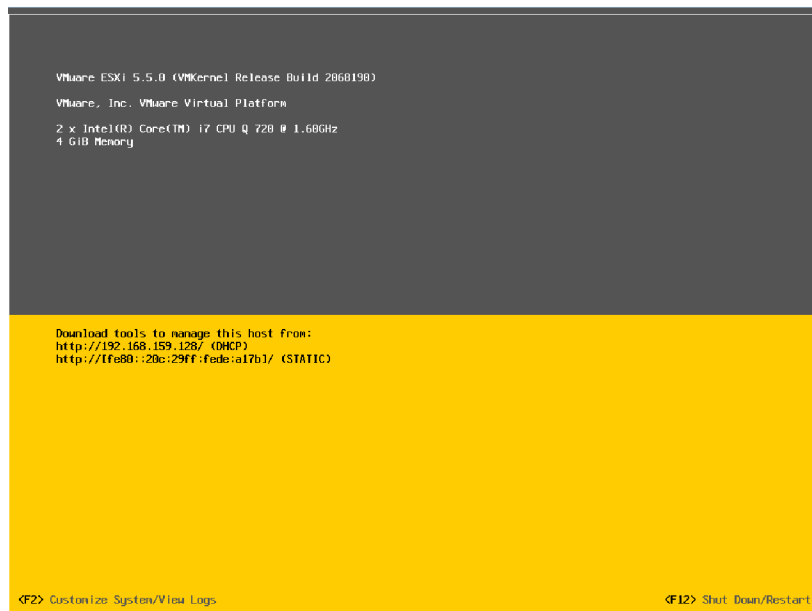 VMware ESXi 5.5.0 (VMKernel Release Build 2068190)
VMware, Inc. VMware Virtual Platform
2 x Intel(R) Core(TM) i7 CPU Q 720 @ 1.60GHz
4 GiB Memory
Download tools to manage this host from:
http://192.168.159.128/ (DHCP)
http://[fe80::20c:29ff:fede:a17b]/ (STATIC)
<F2> Customize System/View Logs
<F12> Shut Down/Restart